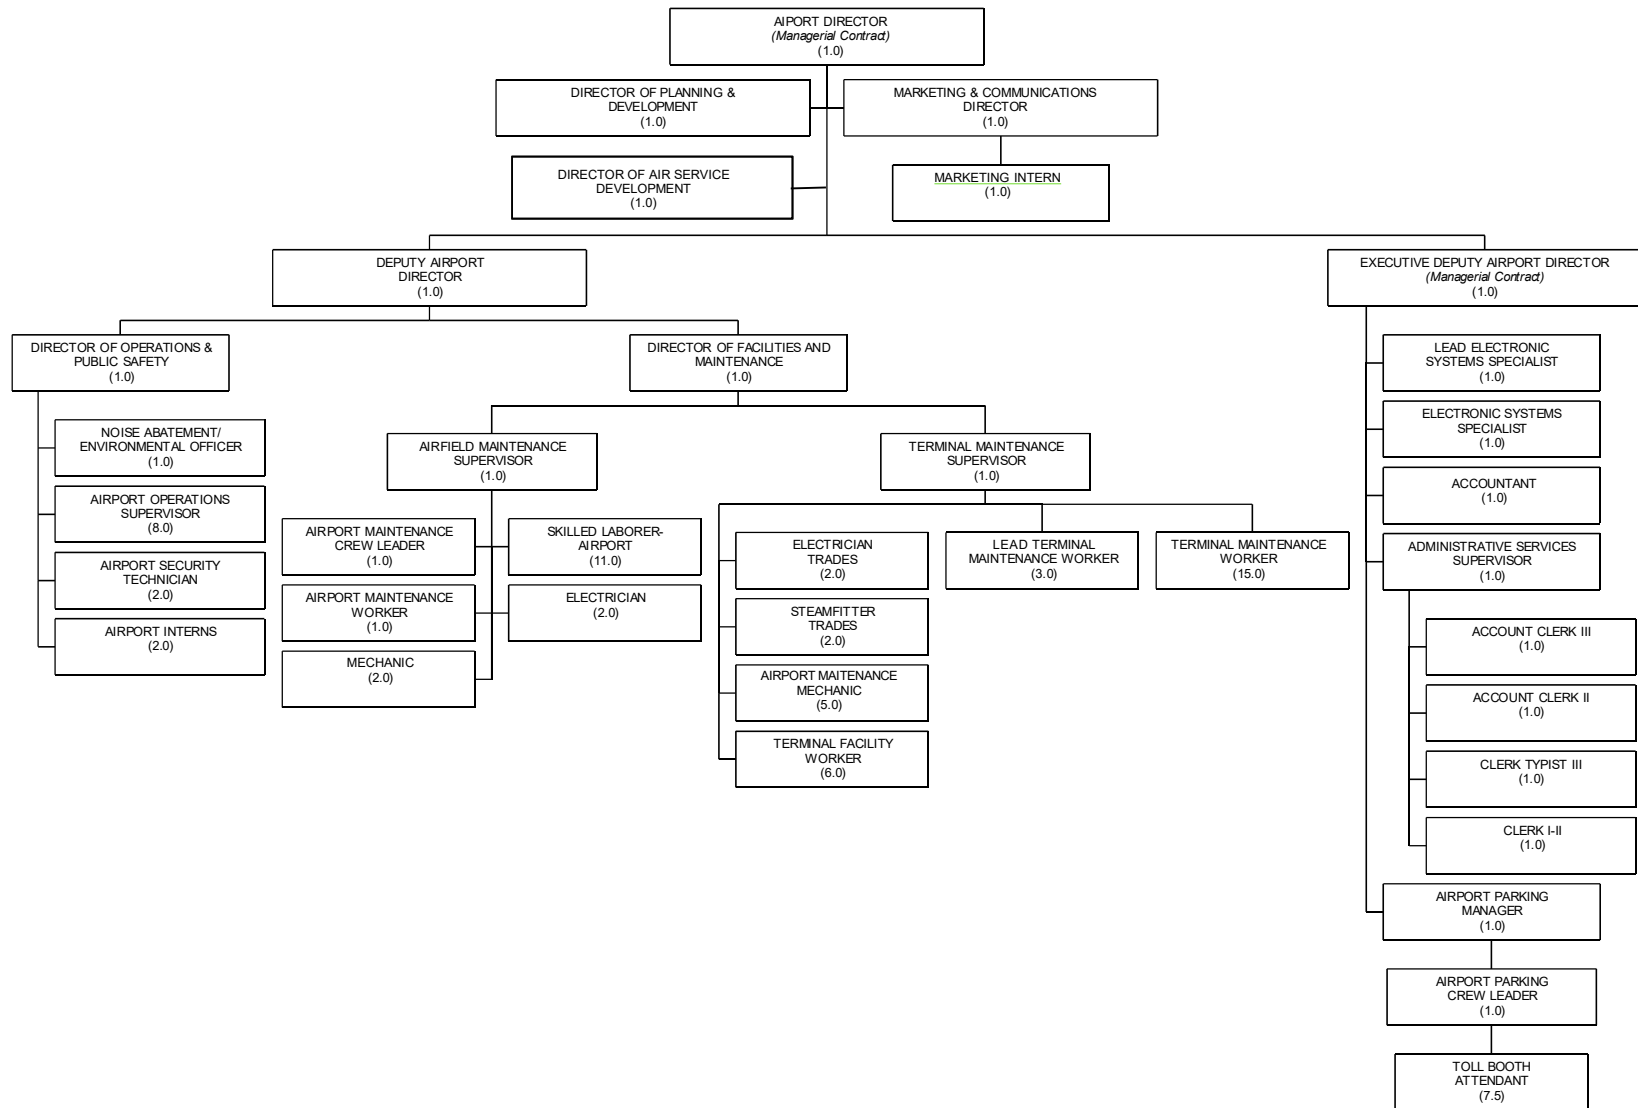 AIPORT DIRECTOR
(Managerial Contract)
(1.0)
DIRECTOR OF PLANNING &
DEVELOPMENT
(1.0)
MARKETING & COMMUNICATIONS
DIRECTOR
(1.0)
DIRECTOR OF AIR SERVICE
DEVELOPMENT
(1.0)
MARKETING INTERN
(1.0)
DEPUTY AIRPORT
DIRECTOR
(1.0)
EXECUTIVE DEPUTY AIRPORT DIRECTOR
(Managerial Contract)
(1.0)
DIRECTOR OF OPERATIONS &
PUBLIC SAFETY
(1.0)
DIRECTOR OF FACILITIES AND
MAINTENANCE
(1.0)
NOISE ABATEMENT/
ENVIRONMENTAL OFFICER
(1.0)
AIRPORT OPERATIONS
SUPERVISOR
(8.0)
AIRPORT SECURITY
TECHNICIAN
(2.0)
AIRPORT INTERNS
(2.0)
AIRFIELD MAINTENANCE
SUPERVISOR
(1.0)
AIRPORT MAINTENANCE
CREW LEADER
(1.0)
SKILLED LABORER-
AIRPORT
(11.0)
AIRPORT MAINTENANCE
WORKER
(1.0)
ELECTRICIAN
(2.0)
MECHANIC
(2.0)
TERMINAL MAINTENANCE
SUPERVISOR
(1.0)
ELECTRICIAN
TRADES
(2.0)
LEAD TERMINAL
MAINTENANCE WORKER
(3.0)
TERMINAL MAINTENANCE
WORKER
(15.0)
STEAMFITTER
TRADES
(2.0)
AIRPORT MAITENANCE
MECHANIC
(5.0)
TERMINAL FACILITY
WORKER
(6.0)
LEAD ELECTRONIC
SYSTEMS SPECIALIST
(1.0)
ELECTRONIC SYSTEMS
SPECIALIST
(1.0)
ACCOUNTANT
(1.0)
ADMINISTRATIVE SERVICES
SUPERVISOR
(1.0)
ACCOUNT CLERK III
(1.0)
ACCOUNT CLERK II
(1.0)
CLERK TYPIST III
(1.0)
CLERK I-II
(1.0)
AIRPORT PARKING
MANAGER
(1.0)
AIRPORT PARKING
CREW LEADER
(1.0)
TOLL BOOTH
ATTENDANT
(7.5)